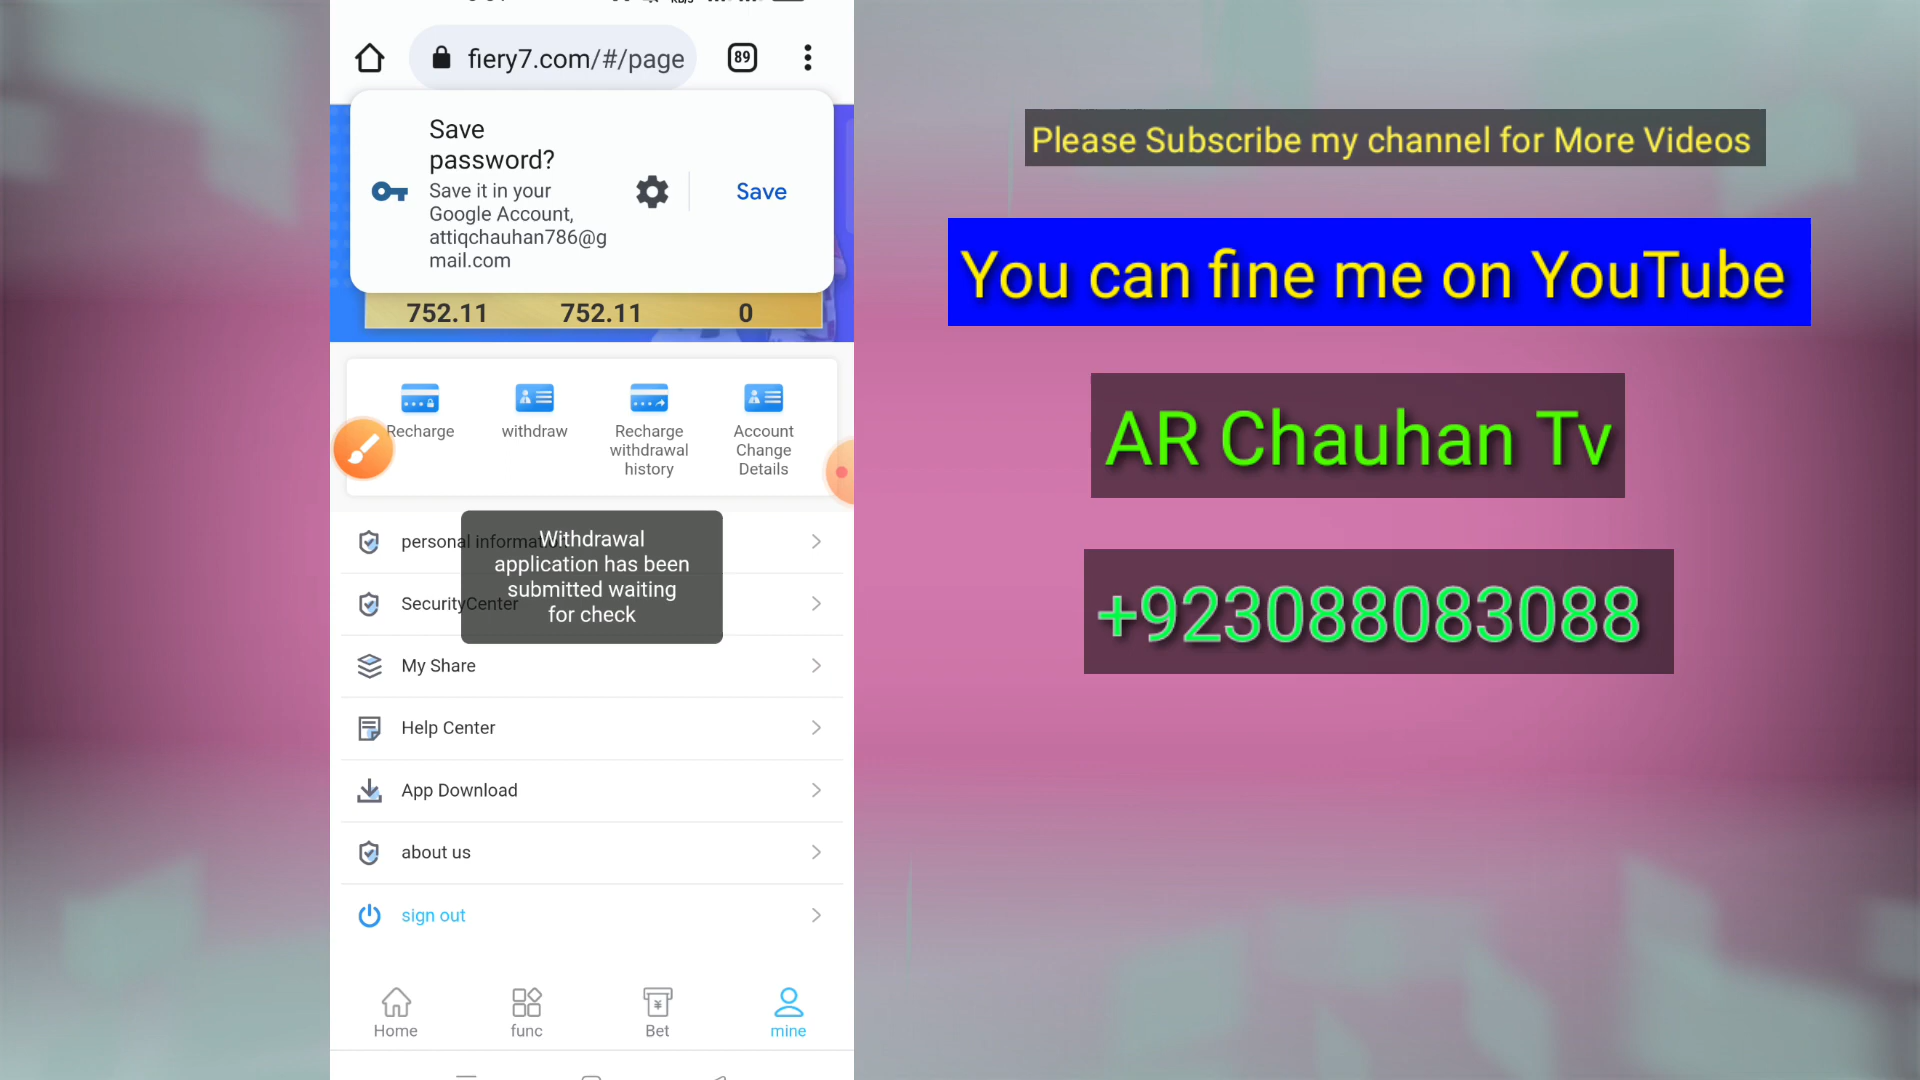 fiery7.com/#/page
89
Save
password?
Save it in your
Google Account,
attiqchauhan786@g
mail.com
Save
752.11 752.11 0
Recharge
withdraw
Recharge
withdrawal
history
Account
Change
Details
personal informat
Withdrawal
application has been
submitted waiting
for check
SecurityCenter
My Share
Help Center
App Download
about us
sign out
Home
func
Bet
mine
Please Subscribe my channel for More Videos
You can fine me on YouTube
AR Chauhan Tv
+923088083088